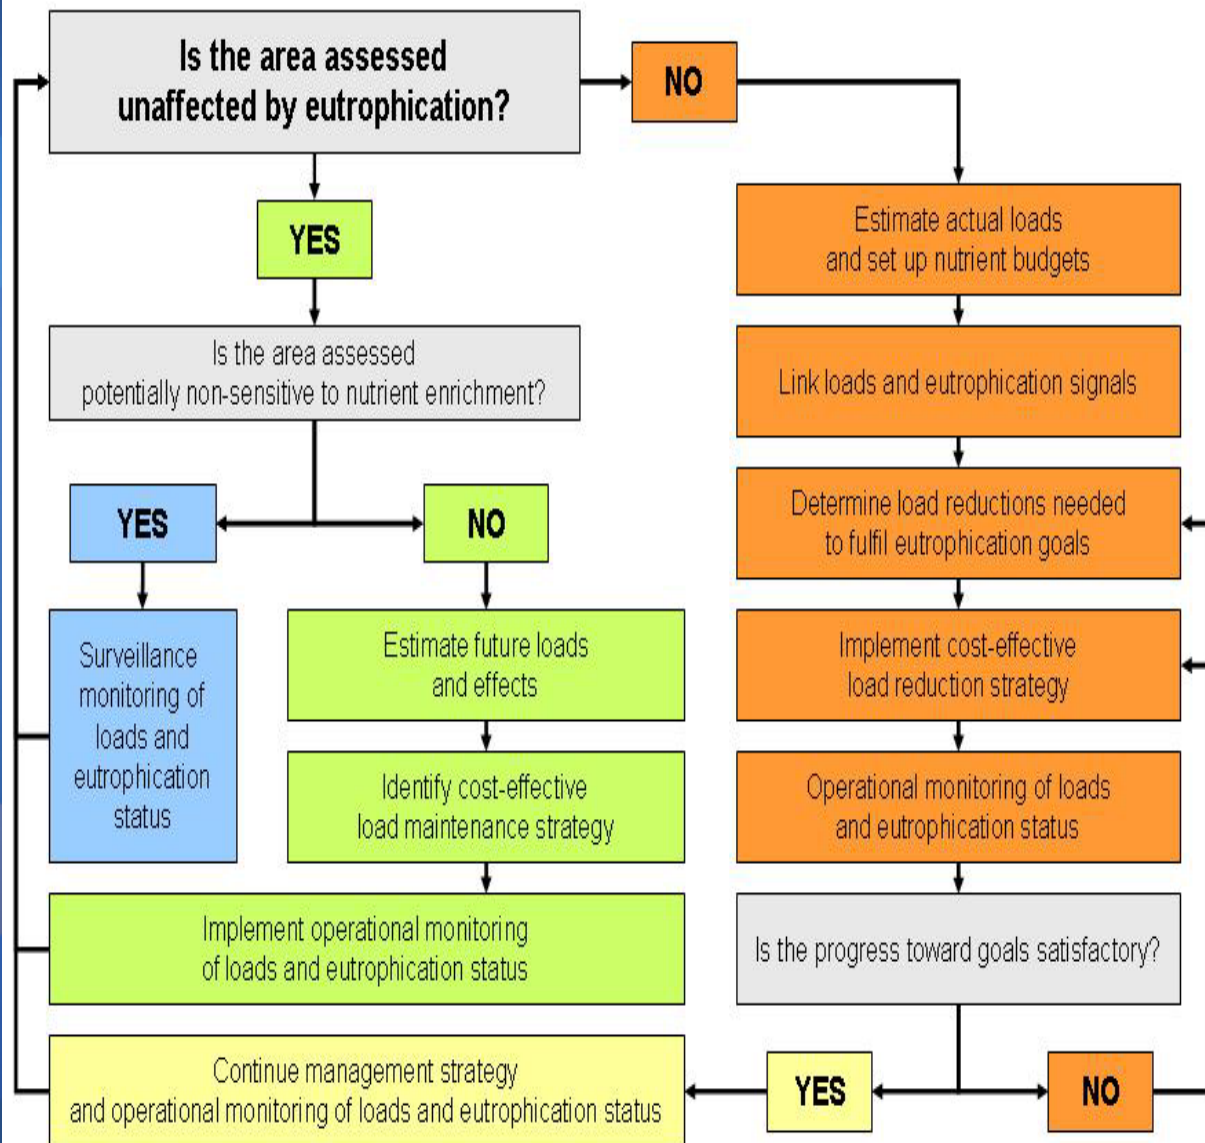 Is the area assessed
unaffected by eutrophication?
NO
YES
Is the area assessed
potentially non-sensitive to nutrient enrichment?
YES
NO
Surveillance
monitoring of
loads and
eutrophication
status
Estimate future loads
and effects
Identify cost-effective
load maintenance strategy
Implement operational monitoring
of loads and eutrophication status
Estimate actual loads
and set up nutrient budgets
Link loads and eutrophication signals
Determine load reductions needed
to fulfil eutrophication goals
Implement cost-effective
load reduction strategy
Operational monitoring of loads
and eutrophication status
Is the progress toward goals satisfactory?
YES
NO
Continue management strategy
and operational monitoring of loads and eutrophication status